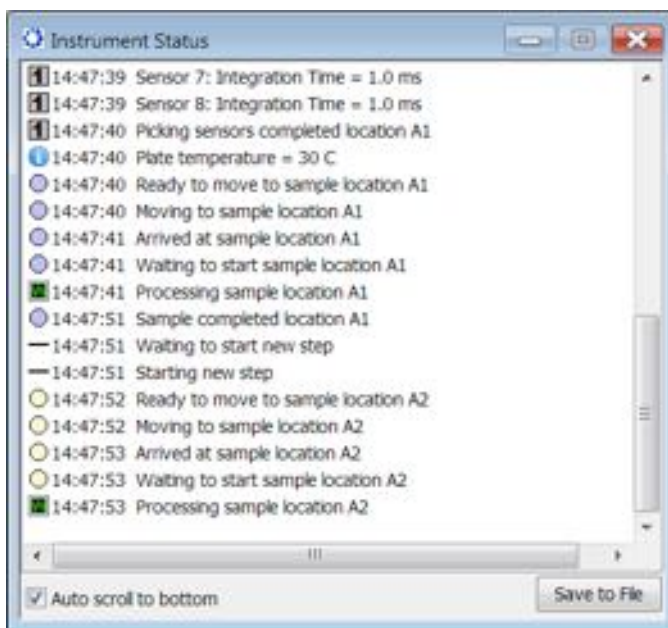 Instrument Status
14:47:39 Sensor 7: Integration Time = 1.0 ms
14:47:39 Sensor 8: Integration Time = 1.0 ms
14:47:40 Picking sensors completed location A1
14:47:40 Plate temperature = 30 C
14:47:40 Ready to move to sample location A1
14:47:40 Moving to sample location A1
14:47:41 Arrived at sample location A1
14:47:41 Waiting to start sample location A1
14:47:41 Processing sample location A1
14:47:51 Sample completed location A1
14:47:51 Waiting to start new step
14:47:51 Starting new step
14:47:52 Ready to move to sample location A2
14:47:52 Moving to sample location A2
14:47:53 Arrived at sample location A2
14:47:53 Waiting to start sample location A2
14:47:53 Processing sample location A2
Auto scroll to bottom
Save to File